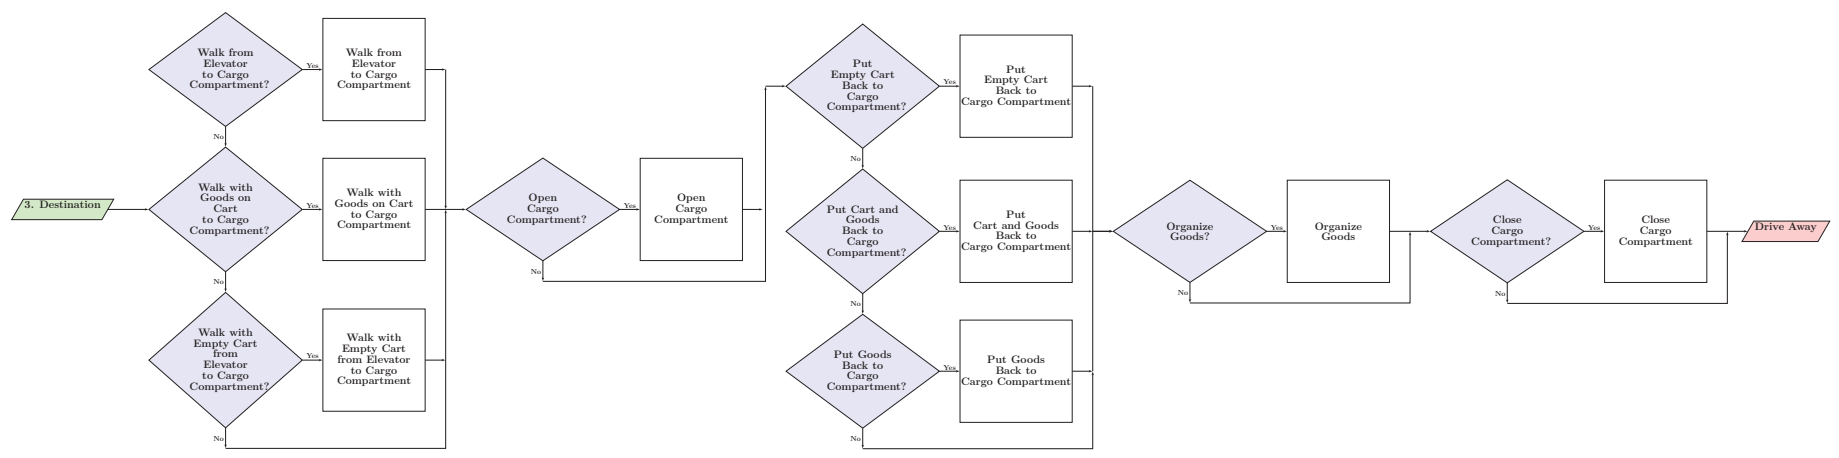 3. Destination
Walk from
Elevator
to Cargo
Compartment?
Yes
Walk from
Elevator
to Cargo
Compartment
No
Walk with
Goods on
Cart
to Cargo
Compartment?
Yes
Walk with
Goods on Cart
to Cargo
Compartment
No
Walk with
Empty Cart
from
Elevator
to Cargo
Compartment?
Yes
Walk with
Empty Cart
from Elevator
to Cargo
Compartment
No
Open
Cargo
Compartment?
Yes
Open
Cargo
Compartment
No
Put
Empty Cart
Back to
Cargo
Compartment?
Yes
Put
Empty Cart
Back to
Cargo Compartment
No
Put Cart and
Goods
Back to
Cargo
Compartment?
Yes
Put
Cart and Goods
Back to
Cargo Compartment
No
Put Goods
Back to
Cargo
Compartment?
Yes
Put Goods
Back to
Cargo Compartment
No
Organize
Goods?
Yes
Organize
Goods
No
Close
Cargo
Compartment?
Yes
Close
Cargo
Compartment
No
Drive Away